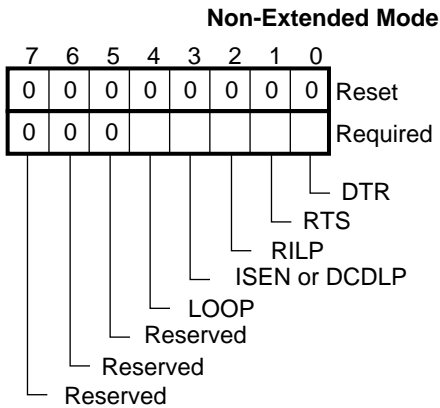 Non-Extended Mode
7 6 5 4 3 2 1 0
0 0 0 0 0 0 0 0 Reset
0 0 0 Required
DTR
RTS
RILP
ISEN or DCDLP
LOOP
Reserved
Reserved
Reserved